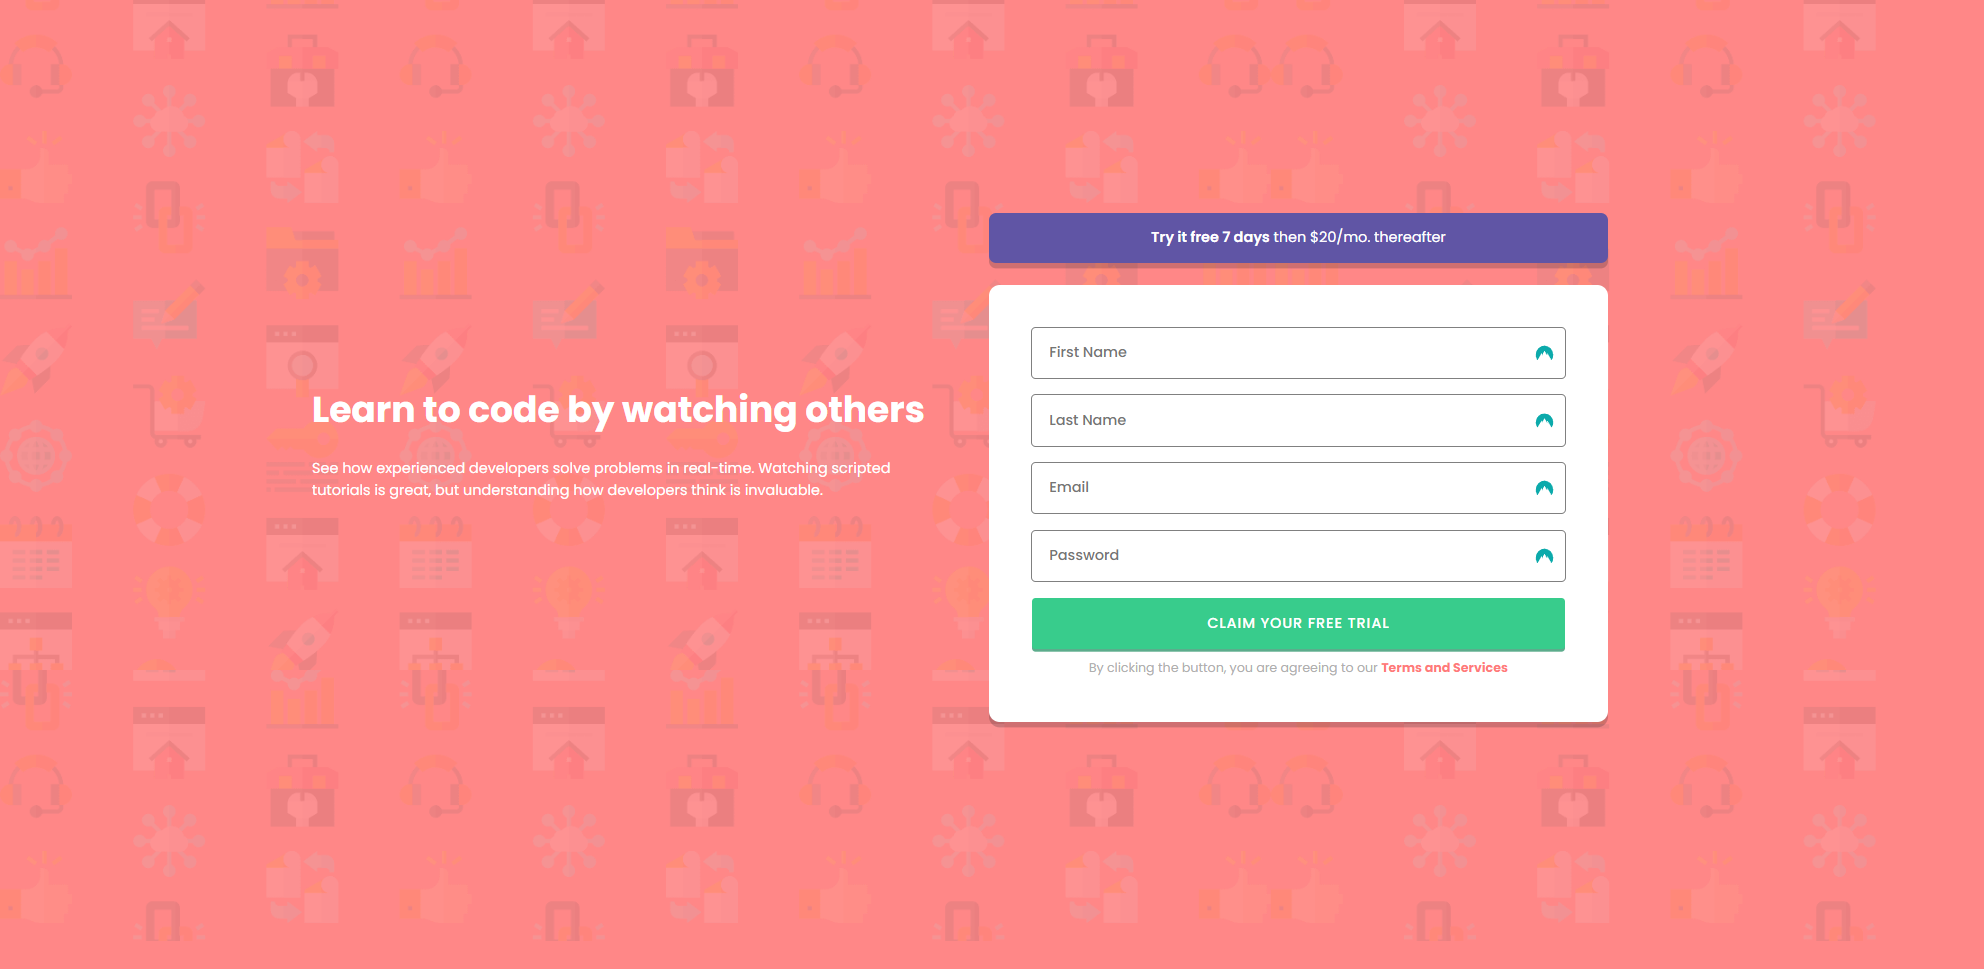 Learn to code by watching others
See how experienced developers solve problems in real-time. Watching scripted
tutorials is great, but understanding how developers think is invaluable.
Try it free 7 days then $20/mo. thereafter
First Name
Last Name
Email
Password
CLAIM YOUR FREE TRIAL
By clicking the button, you are agreeing to our Terms and Services